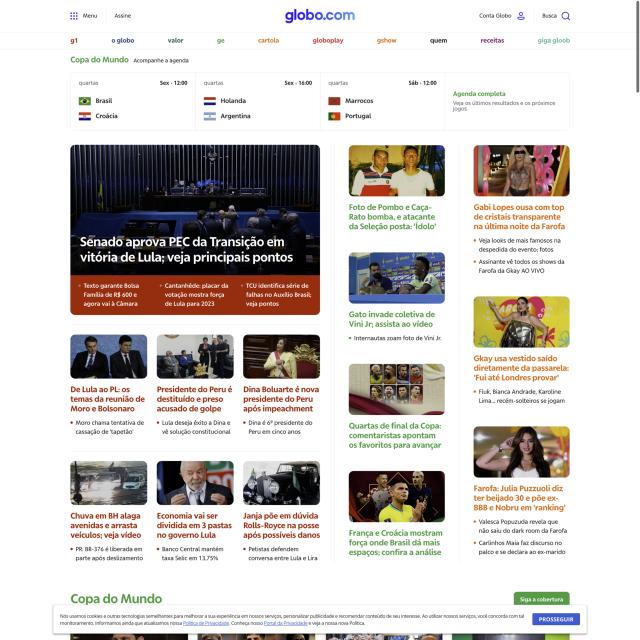 Menu
Assine
globo.com
Conta Globo
Busca
g1
o globo
valor
ge
cartola
globoplay
gshow
quem
receitas
giga gloob
Copa do Mundo
Acompanhe a agenda
quartas
Sex - 12:00
Brasil
Croácia
quartas
Sex - 16:00
Holanda
Argentina
quartas
Sáb - 12:00
Marrocos
Portugal
Agenda completa
Veja os últimos resultados e os próximos
jogos
Senado aprova PEC da Transição em
vitória de Lula; veja principais pontos
Texto garante Bolsa
Família de R$ 600 e
agora vai à Câmara
Cantanhêde: placar da
votação mostra força
de Lula para 2023
TCU identifica série de
falhas no Auxílio Brasil;
veja pontos
De Lula ao PL: os
temas da reunião de
Moro e Bolsonaro
Moro chama tentativa de
cassação de 'tapetão'
Presidente do Peru é
destituído e preso
acusado de golpe
Lula deseja êxito a Dina e
vê solução constitucional
Dina Boluarte é nova
presidente do Peru
após impeachment
Dina é 6º presidente do
Peru em cinco anos
Chuva em BH alaga
avenidas e arrasta
veículos; veja vídeo
PR: BR-376 é liberada em
parte após deslizamento
Economia vai ser
dividida em 3 pastas
no governo Lula
Banco Central mantém
taxa Selic em 13,75%
Janja põe em dúvida
Rolls-Royce na posse
após possíveis danos
Petistas defendem
conversa entre Lula e Lira
Foto de Pombo e Caça-
Rato bomba, e atacante
da Seleção posta: 'Ídolo'
Gato invade coletiva de
Vini Jr; assista ao vídeo
Internautas zoam foto de Vini Jr.
Quartas de final da Copa:
comentaristas apontam
os favoritos para avançar
França e Croácia mostram
força onde Brasil dá mais
espaços; confira a análise
Gabi Lopes ousa com top
de cristais transparente
na última noite da Farofa
Veja looks de mais famosos na
despedida do evento; fotos
Assinante vê todos os shows da
Farofa da Gkay AO VIVO
Gkay usa vestido saído
diretamente da passarela:
'Fui até Londres provar'
Fiuk, Bianca Andrade, Karoline
Lima... recém-solteiros se jogam
Farofa: Julia Puzzuoli diz
ter beijado 30 e põe ex-
BBB e Nobru em 'ranking'
Valesca Popuzuda revela que
não saiu do dark room da Farofa
Carlinhos Maia faz discurso no
palco e se declara ao ex-marido
Copa do Mundo
Siga a cobertura
Nós usamos cookies e outras tecnologias semelhantes para melhorar a sua experiência em nossos serviços, personalizar publicidade e recomendar conteúdo de seu interesse. Ao utilizar nossos serviços, você concorda com tal
monitoramento, informamos ainda que atualizamos nossa Política de Privacidade. Conheça nosso Portal da Privacidade e veja a nossa nova Política.
PROSSEGUIR